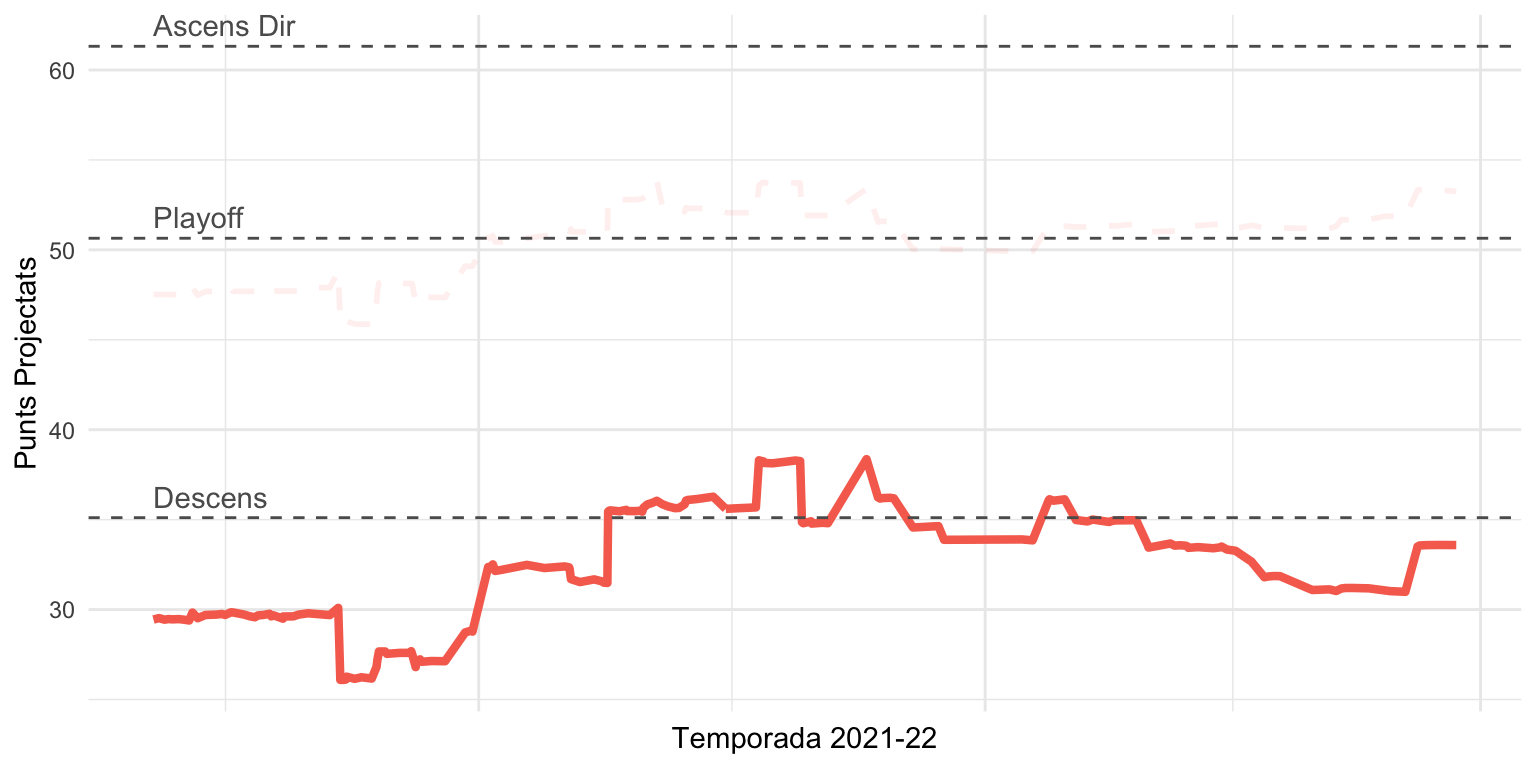 Ascens Dir
60
Playoff
50
Punts Projectats
40
Descens
30
Temporada 2021-22